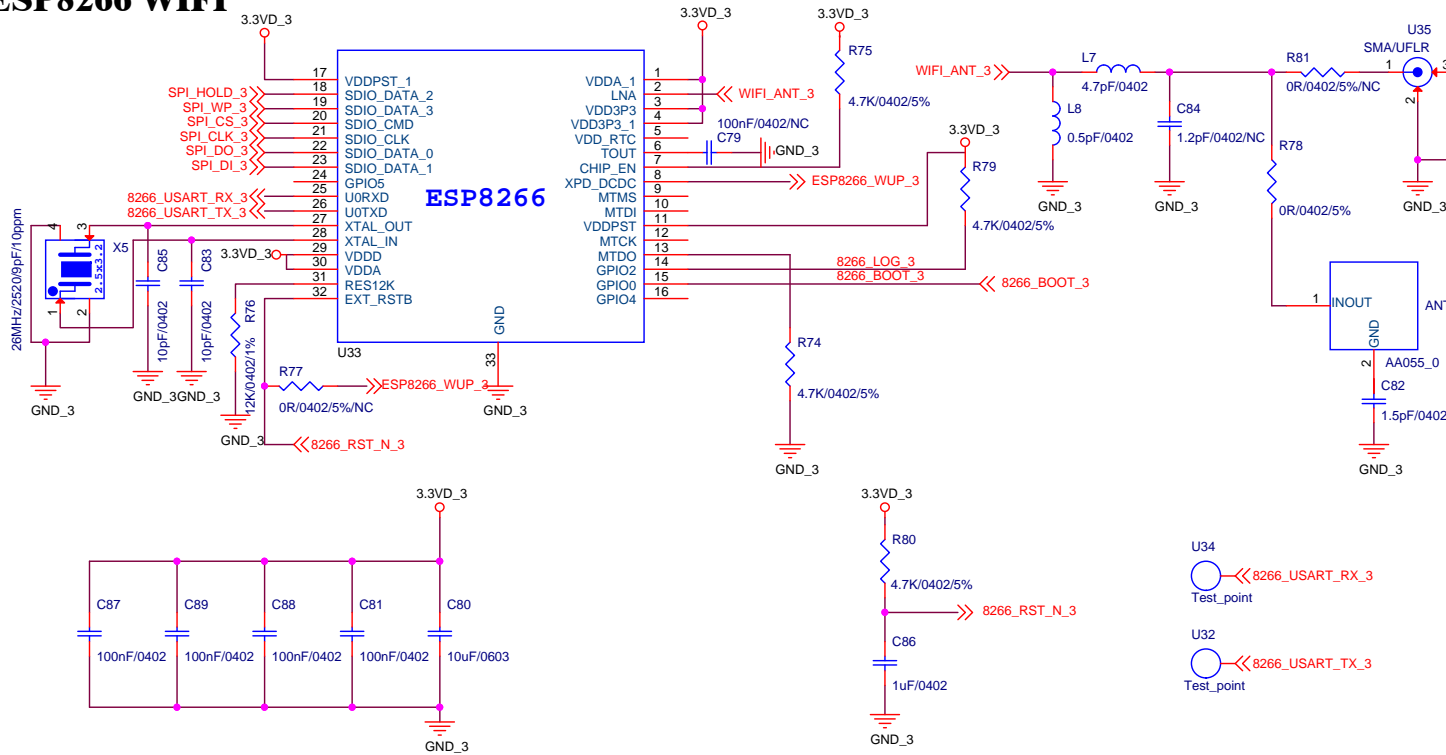 ESP8266 WIFI
3.3VD_3
3.3VD_3
3.3VD_3
U35
SMA/UFLR
R75
4.7K/0402/5%
WIFI_ANT_3
L7
4.7pF/0402
R81
0R/0402/5%/NC
1
2
3
L8
0.5pF/0402
C84
1.2pF/0402/NC
R78
0R/0402/5%
GND_3
GND_3
GND_3
17 VDDPST_1
18 SDIO_DATA_2
19 SDIO_DATA_3
20 SDIO_CMD
21 SDIO_CLK
22 SDIO_DATA_0
23 SDIO_DATA_1
24 GPIO5
25 U0RXD
26 U0TXD
27 XTAL_OUT
28 XTAL_IN
29 VDDD
30 VDDA
31 RES12K
32 EXT_RSTB
SPI_HOLD_3
SPI_WP_3
SPI_CS_3
SPI_CLK_3
SPI_DO_3
SPI_DI_3
8266_USART_RX_3
8266_USART_TX_3
3.3VD_3
ESP8266
VDDA_1 1
LNA 2
VDD3P3 3
VDD3P3_1 4
VDD_RTC 5
TOUT 6
CHIP_EN 7
XPD_DCDC 8
MTMS 9
MTDI 10
VDDPST 11
MTCK 12
MTDO 13
GPIO2 14
GPIO0 15
GPIO4 16
GND
33
U33
GND_3
WIFI_ANT_3
100nF/0402/NC
C79
GND_3
ESP8266_WUP_3
3.3VD_3
R79
4.7K/0402/5%
8266_LOG_3
8266_BOOT_3
8266_BOOT_3
R74
4.7K/0402/5%
GND_3
26MHz/2520/9pF/10ppm
4
3
1
2
2.5x3.2
X5
GND_3
C85
10pF/0402
GND_3
C83
10pF/0402
GND_3
R76
12K/0402/1%
GND_3
R77
0R/0402/5%/NC
ESP8266_WUP_3
8266_RST_N_3
1
INOUT
GND
2
ANT
AA055_0
C82
1.5pF/0402
GND_3
3.3VD_3
C87
100nF/0402
C89
100nF/0402
C88
100nF/0402
C81
100nF/0402
C80
10uF/0603
GND_3
3.3VD_3
R80
4.7K/0402/5%
8266_RST_N_3
C86
1uF/0402
GND_3
U34
8266_USART_RX_3
Test_point
U32
8266_USART_TX_3
Test_point